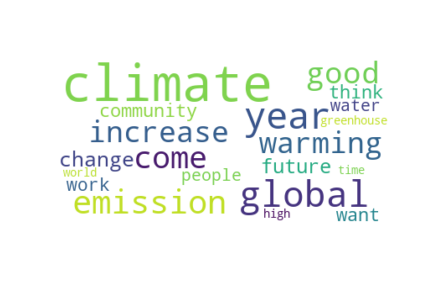 climate
good
think
community
year
water
greenhouse
increase
warming
change
come
future
time
world
work
people
emission
global
high
want